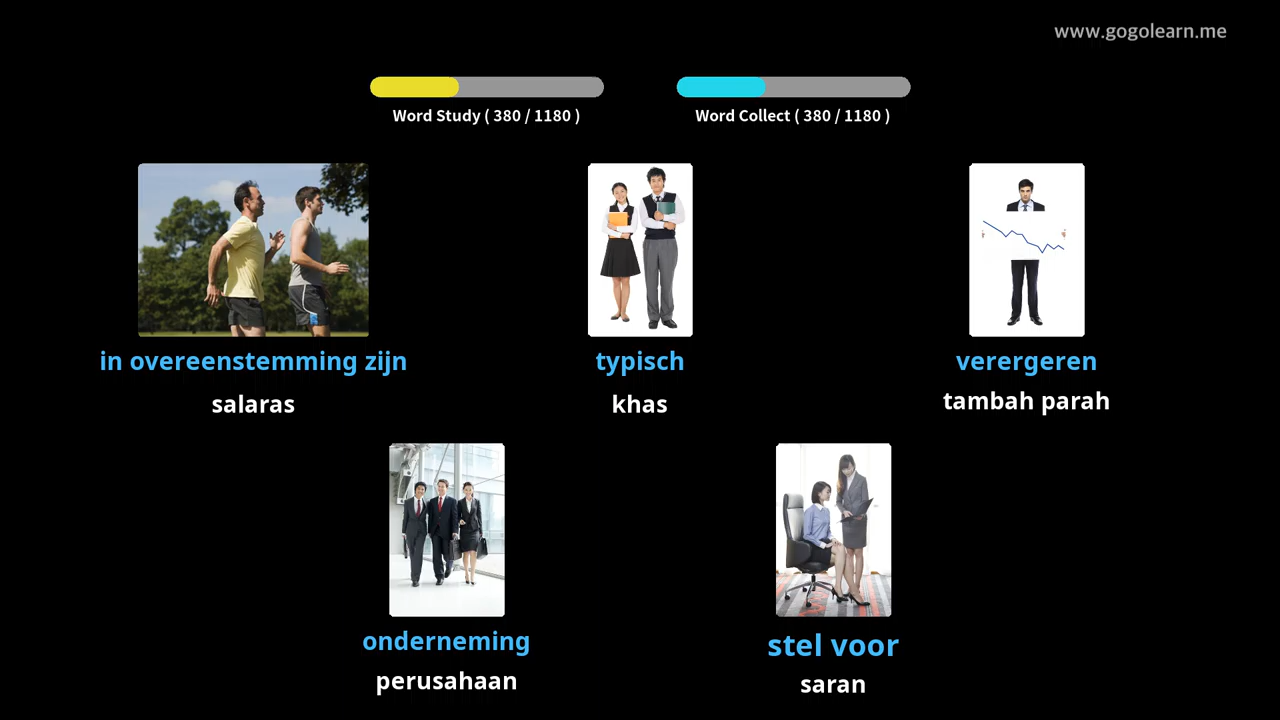 www.gogolearn.me
Word Study ( 380 / 1180 )
Word Collect ( 380 / 1180 )
in overeenstemming zijn
salaras
typisch
khas
verergeren
tambah parah
onderneming
perusahaan
stel voor
saran